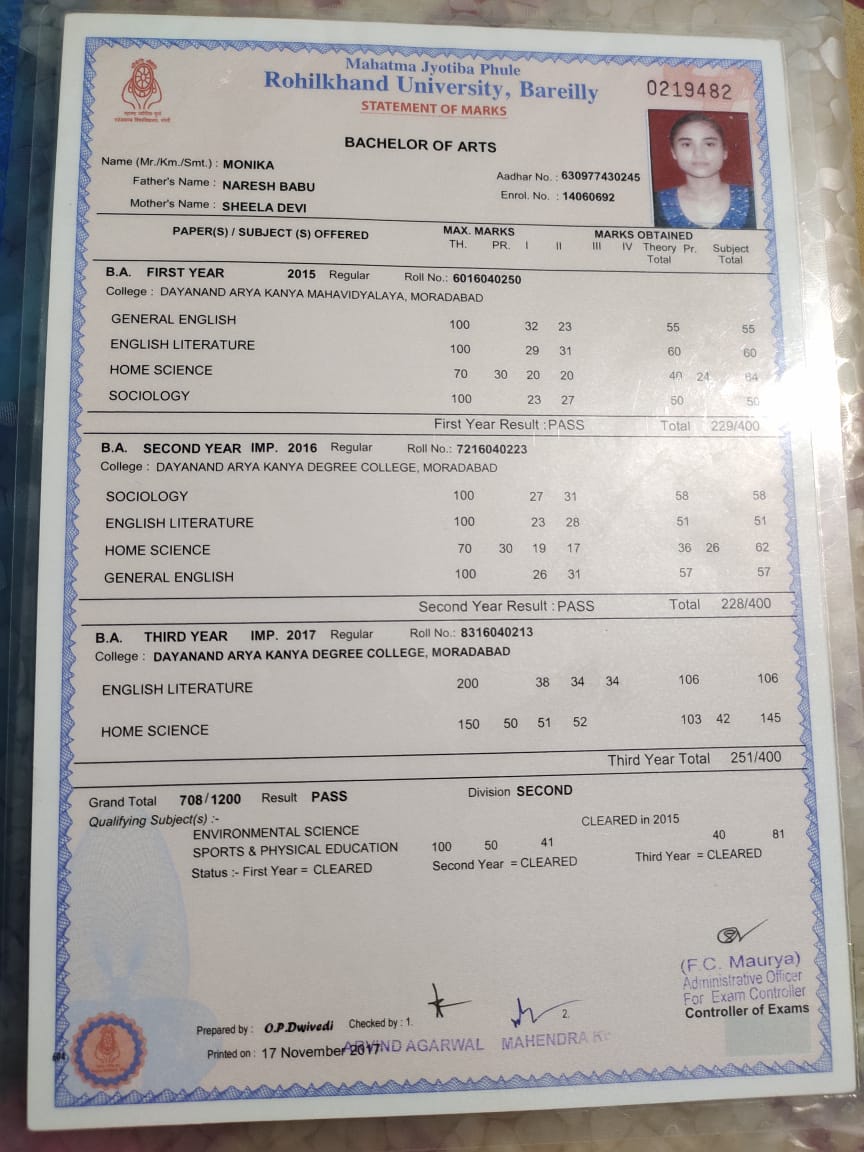 Mahatma Jyotiba Phule
Rohilkhand University, Bareilly
0219482
STATEMENT OF MARKS
BACHELOR OF ARTS
Name (Mr./Km./Smt.) : MONIKA
Aadhar No. : 630977430245
Father's Name : NARESH BABU
Enrol. No. : 14060692
Mother's Name : SHEELA DEVI
PAPER(S) / SUBJECT (S) OFFERED MAX. MARKS MARKS OBTAINED
TH. PR. I II III IV Theory Total Pr. Subject Total
B.A. FIRST YEAR 2015 Regular Roll No.: 6016040250
College : DAYANAND ARYA KANYA MAHAVIDYALAYA, MORADABAD
GENERAL ENGLISH 100 32 23 55 55
ENGLISH LITERATURE 100 29 31 60 60
HOME SCIENCE 70 30 20 20 40 24 64
SOCIOLOGY 100 23 27 50 50
First Year Result : PASS Total 229/400
B.A. SECOND YEAR IMP. 2016 Regular Roll No.: 7216040223
College : DAYANAND ARYA KANYA DEGREE COLLEGE, MORADABAD
SOCIOLOGY 100 27 31 58 58
ENGLISH LITERATURE 100 23 28 51 51
HOME SCIENCE 70 30 19 17 36 26 62
GENERAL ENGLISH 100 26 31 57 57
Second Year Result : PASS Total 228/400
B.A. THIRD YEAR IMP. 2017 Regular Roll No.: 8316040213
College : DAYANAND ARYA KANYA DEGREE COLLEGE, MORADABAD
ENGLISH LITERATURE 200 38 34 34 106 106
HOME SCIENCE 150 50 51 52 103 42 145
Third Year Total 251/400
Grand Total 708/1200 Result PASS Division SECOND
Qualifying Subject(s) :-
ENVIRONMENTAL SCIENCE CLEARED in 2015
SPORTS & PHYSICAL EDUCATION 100 50 41 40 81
Status :- First Year = CLEARED Second Year = CLEARED Third Year = CLEARED
(F.C. Maurya)
Administrative Officer
For Exam Controller
Controller of Exams
Prepared by : O.P.Dwivedi Checked by : 1. 2.
Printed on : 17 November 2017 ARVIND AGARWAL MAHENDRA